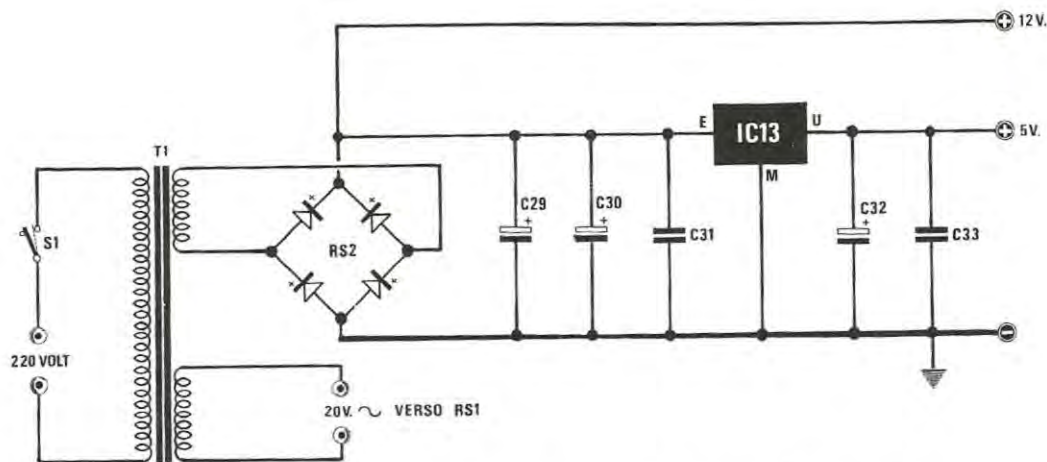 12 V.
E
IC13
U
5 V.
M
T1
S1
RS2
C29
+
C30
+
C31
C32
+
C33
220 VOLT
20 V. ~ VERSO RS1